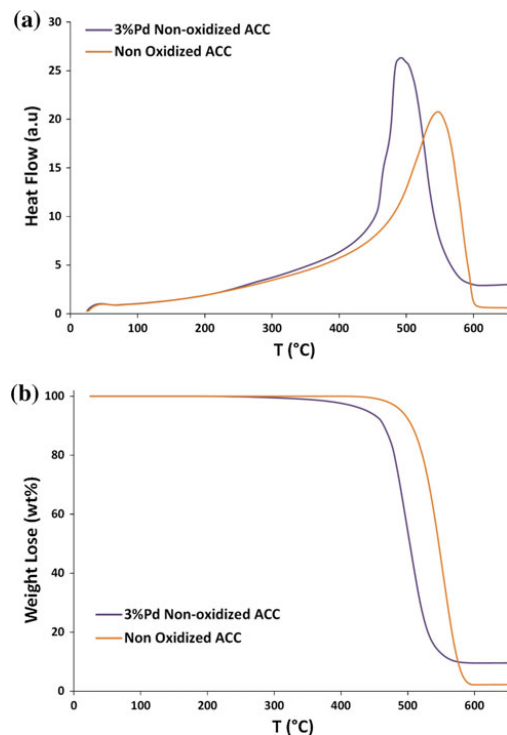 (a)
30
3%Pd Non-oxidized ACC
Non Oxidized ACC
25
20
15
10
5
0
Heat Flow (a.u)
0 100 200 300 400 500 600
T (°C)
(b)
100
80
60
40
20
0
Weight Lose (wt%)
3%Pd Non-oxidized ACC
Non Oxidized ACC
0 100 200 300 400 500 600
T (°C)